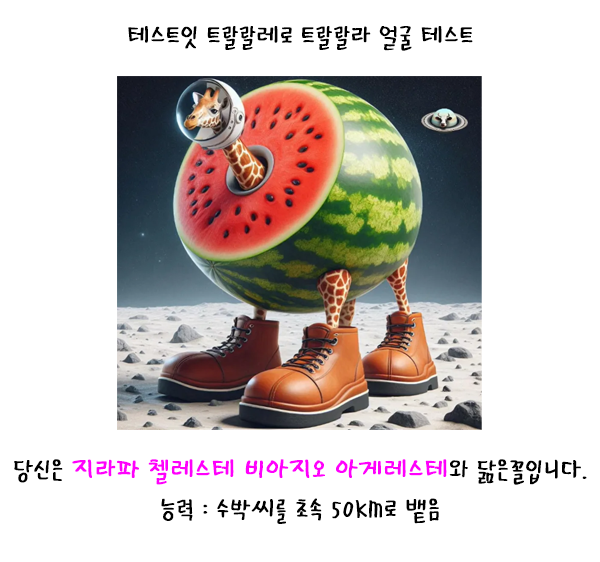 테스트잇 트랄랄레로 트랄랄라 얼굴 테스트
당신은 지라파 첼레스테 비아지오 아게레스테와 닮은꼴입니다.
능력 : 수박씨를 초속 50km로 뱉음